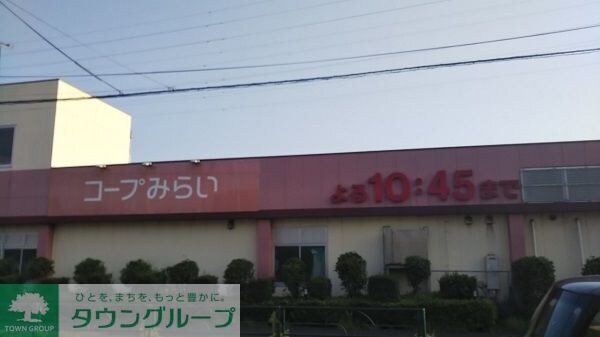 コープみらい
よる10:45まで
ひとを、まちを、もっと豊かに。
タウングループ
TOWN GROUP